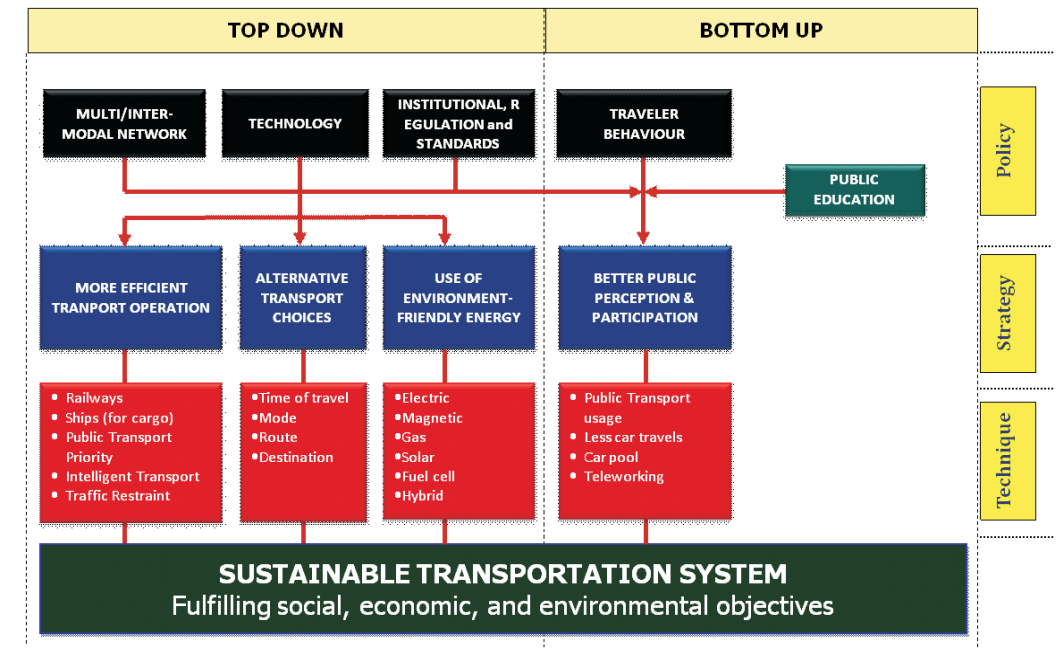 TOP DOWN
BOTTOM UP
MULTI/INTER-
MODAL NETWORK
TECHNOLOGY
INSTITUTIONAL, R
EGULATION and
STANDARDS
TRAVELER
BEHAVIOUR
PUBLIC
EDUCATION
Policy
MORE EFFICIENT
TRANPORT OPERATION
ALTERNATIVE
TRANSPORT
CHOICES
USE OF
ENVIRONMENT-
FRIENDLY ENERGY
BETTER PUBLIC
PERCEPTION &
PARTICIPATION
Strategy
• Railways
• Ships (for cargo)
• Public Transport
Priority
• Intelligent Transport
• Traffic Restraint
•Time of travel
•Mode
•Route
•Destination
•Electric
•Magnetic
•Gas
•Solar
•Fuel cell
•Hybrid
• Public Transport
usage
• Less car travels
• Car pool
• Teleworking
Technique
SUSTAINABLE TRANSPORTATION SYSTEM
Fulfilling social, economic, and environmental objectives